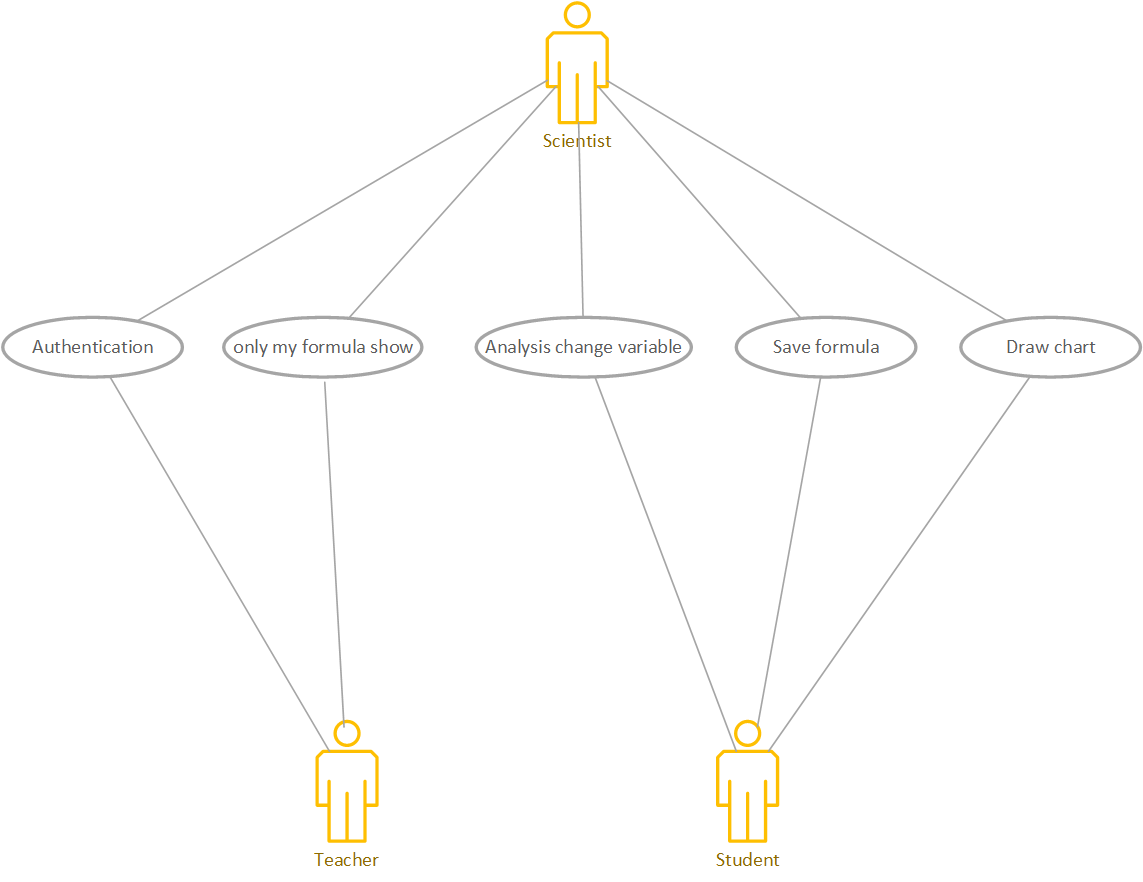 Scientist
Authentication
only my formula show
Analysis change variable
Save formula
Draw chart
Teacher
Student